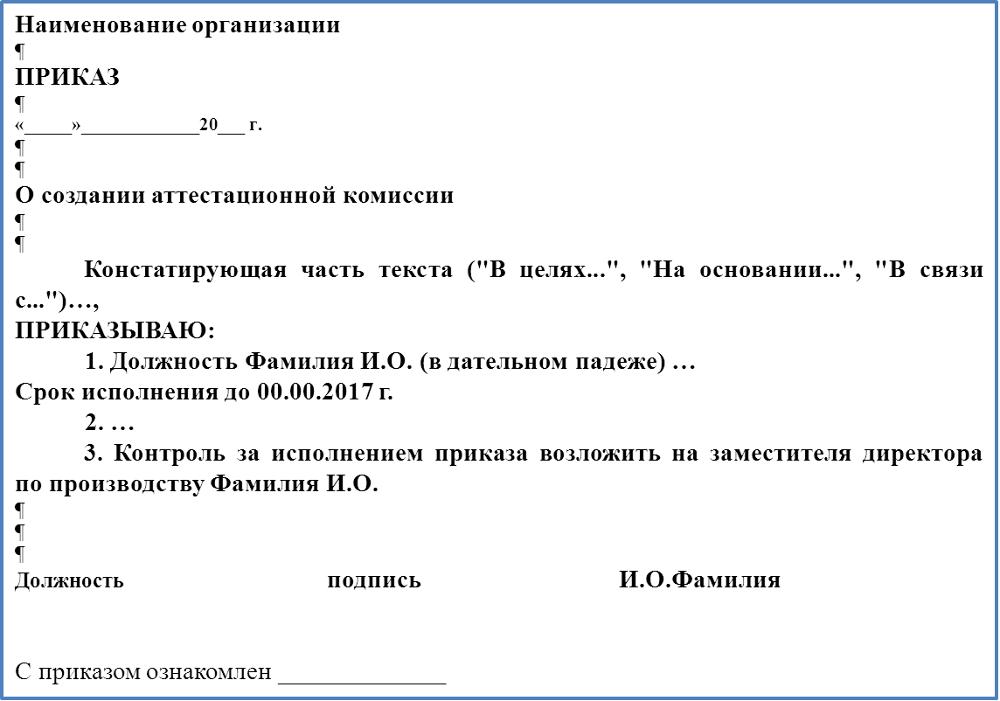 Наименование организации
¶
ПРИКАЗ
¶
«_____»_____________20___ г.
¶
¶
О создании аттестационной комиссии
¶
¶
Констатирующая часть текста ("В целях...", "На основании...", "В связи
с...")…,
ПРИКАЗЫВАЮ:
1. Должность Фамилия И.О. (в дательном падеже) …
Срок исполнения до 00.00.2017 г.
2. …
3. Контроль за исполнением приказа возложить на заместителя директора
по производству Фамилия И.О.
¶
¶
¶
Должность подпись И.О.Фамилия
С приказом ознакомлен _____________